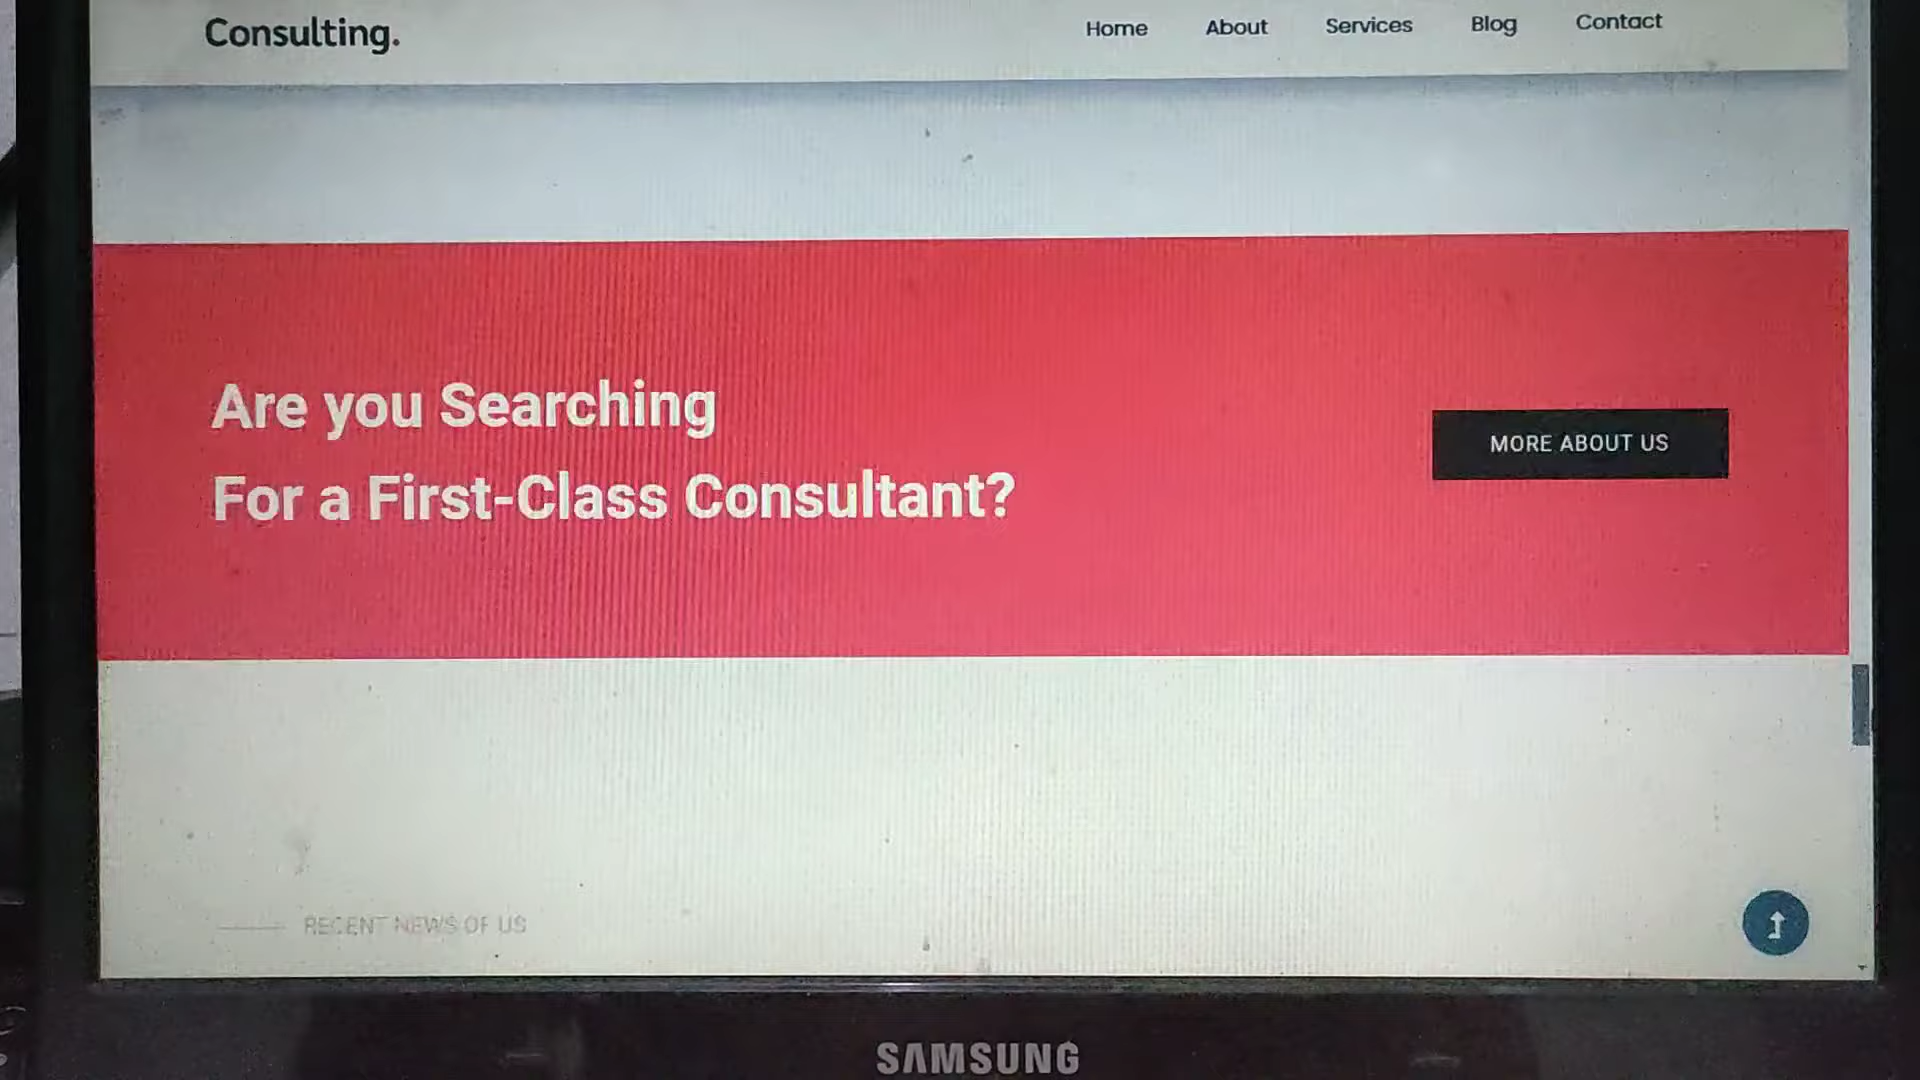 Consulting.
Home About Services Blog Contact
Are you Searching
For a First-Class Consultant?
MORE ABOUT US
RECENT NEWS OF US
SAMSUNG